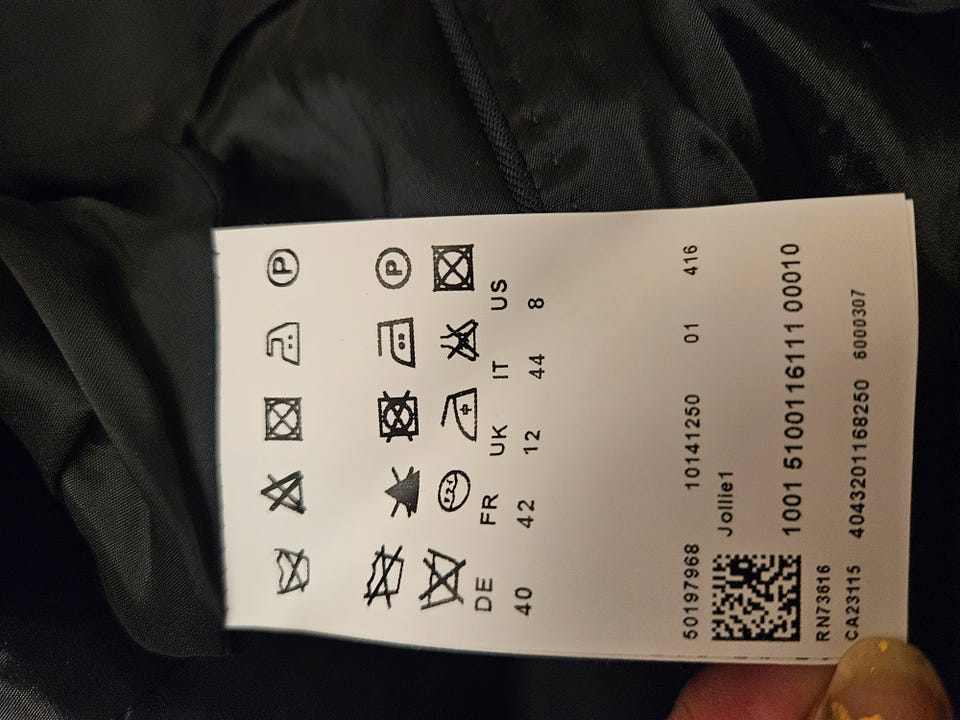 P
P
DE FR UK IT US
40 42 12 44 8
50197968 10141250 01 416
Jollie1
1001 5100116111 00010
RN73616
CA23115 4043201168250 6000307